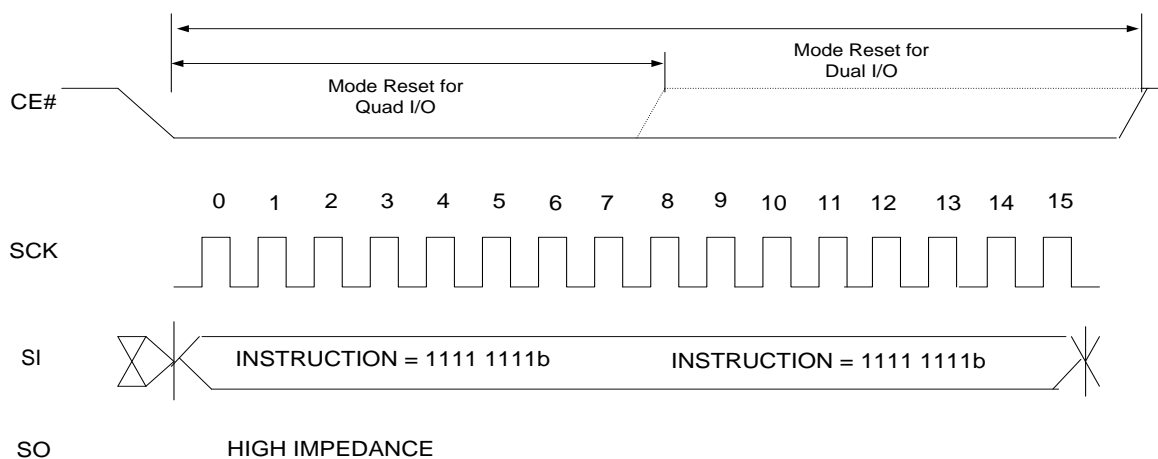 Mode Reset for
Dual I/O
Mode Reset for
Quad I/O
CE#
0 1 2 3 4 5 6 7 8 9 10 11 12 13 14 15
SCK
SI
INSTRUCTION = 1111 1111b INSTRUCTION = 1111 1111b
SO HIGH IMPEDANCE